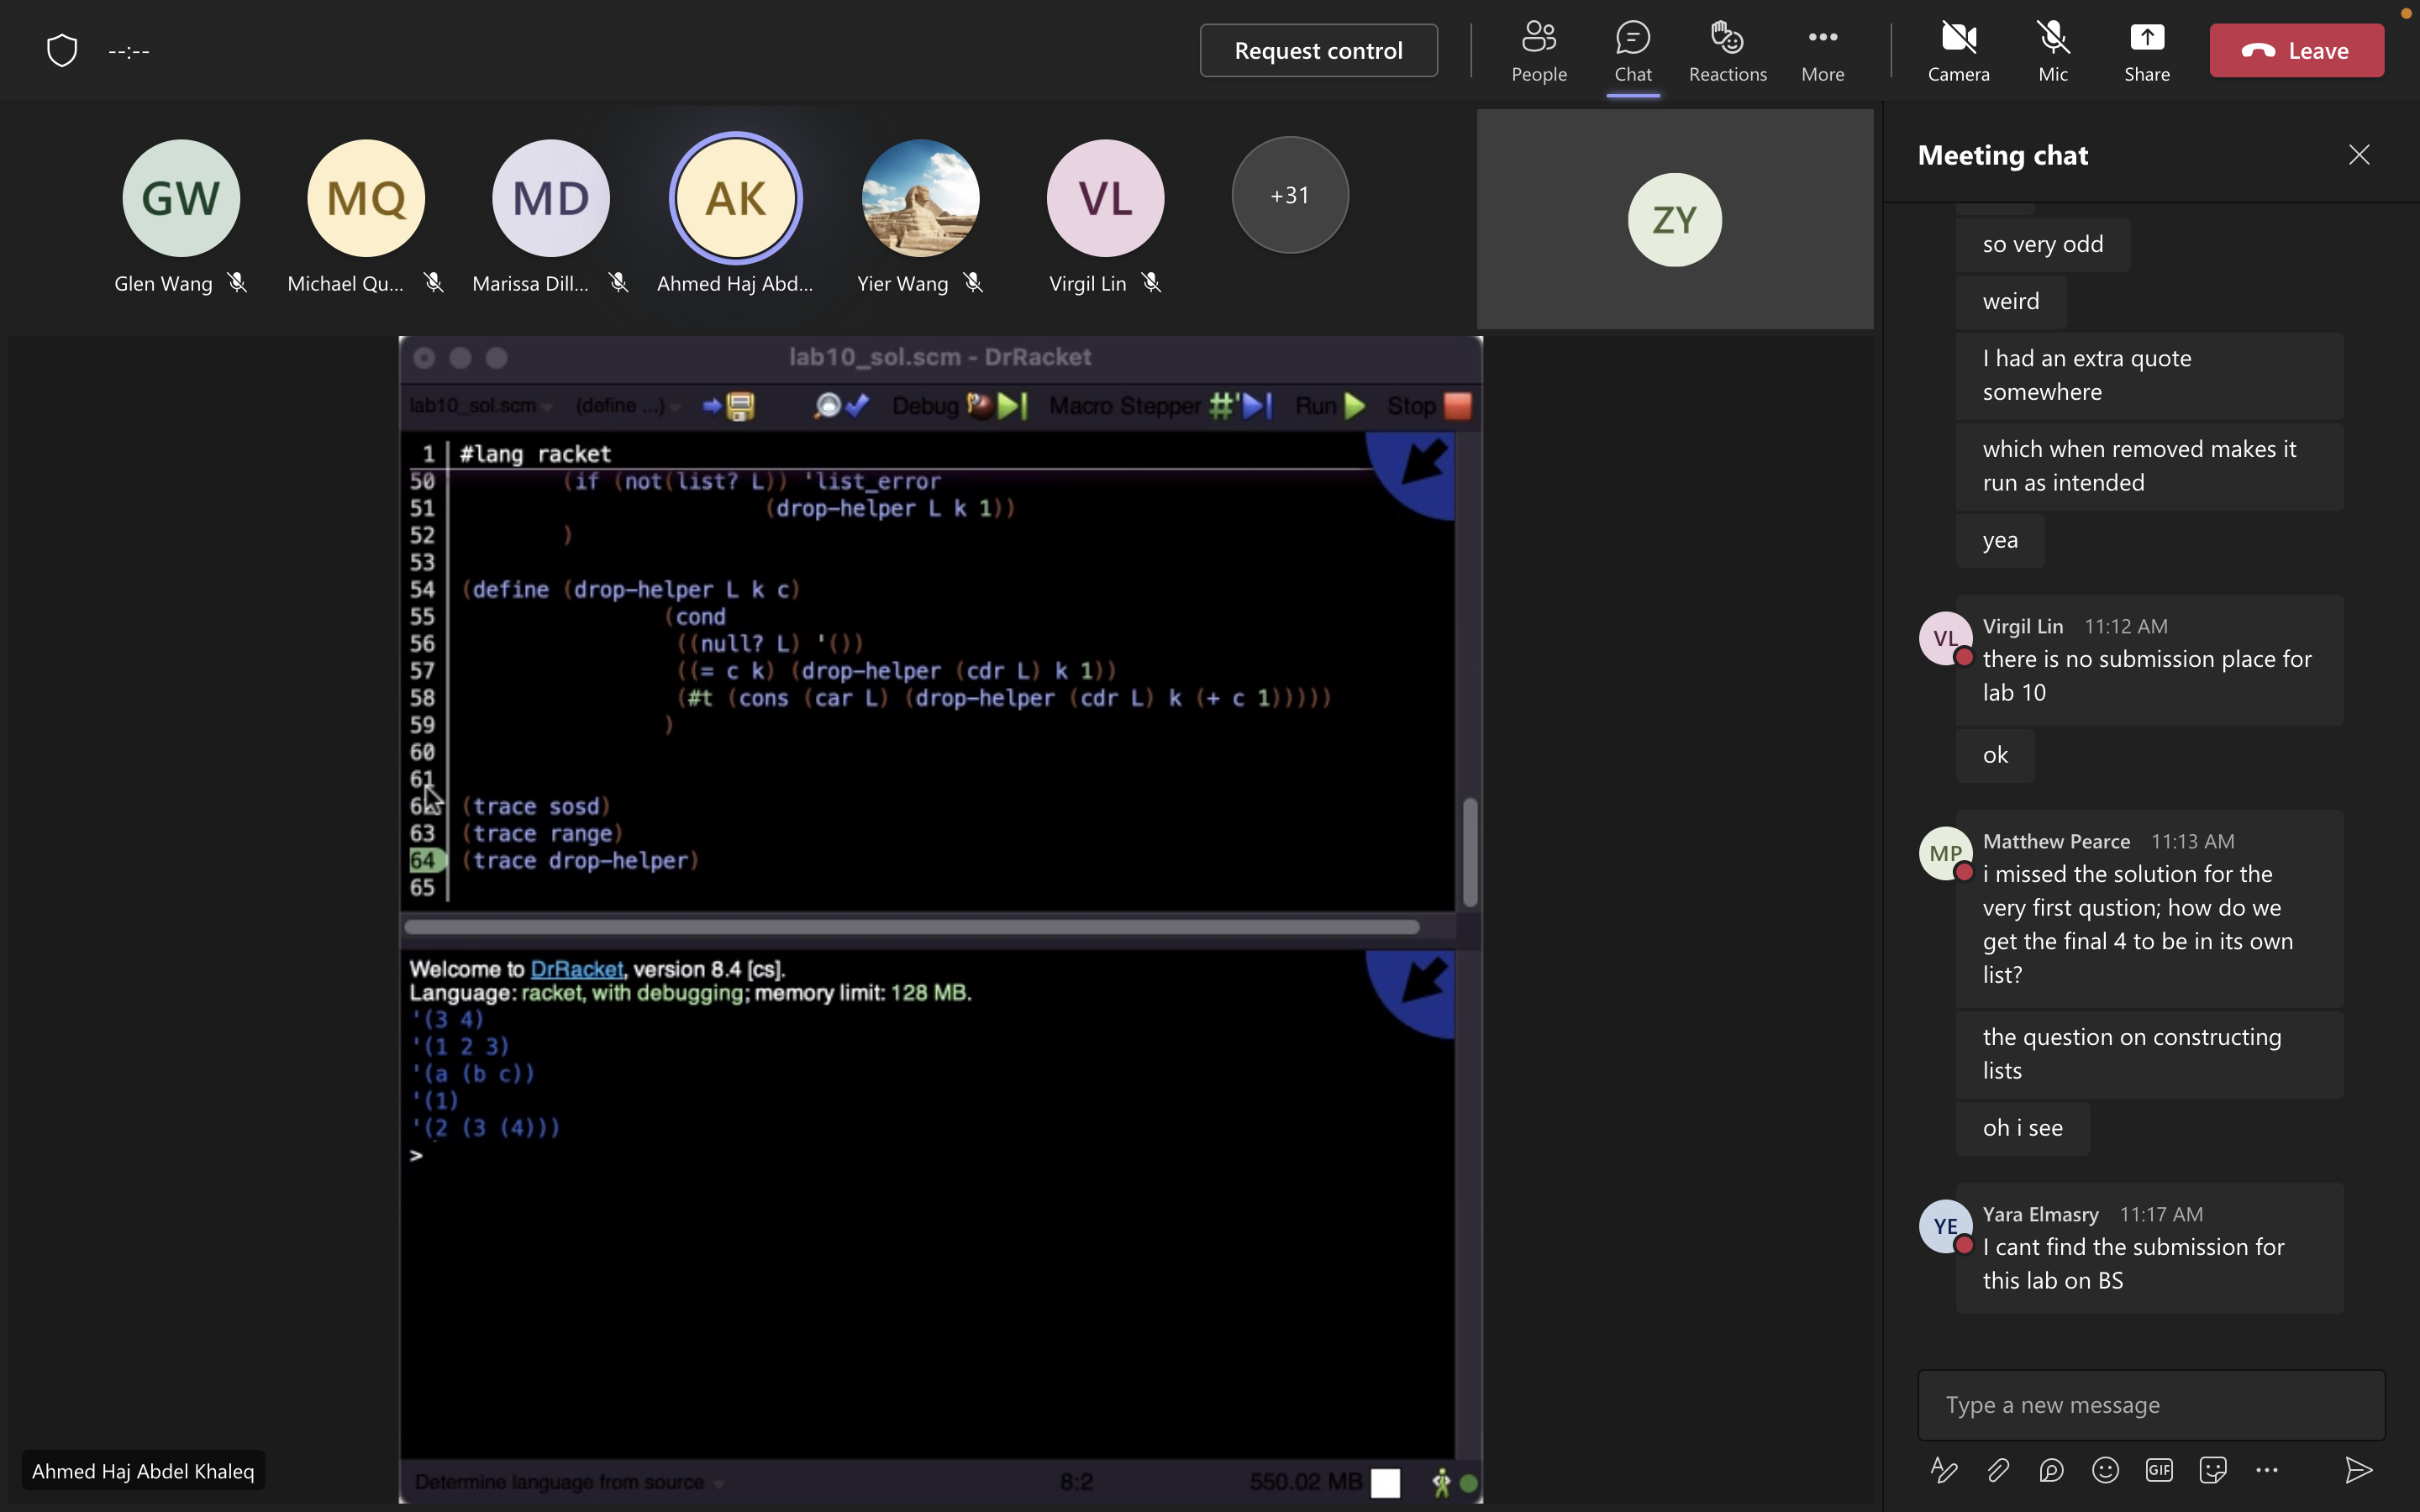 --:--
Request control
People
Chat
Reactions
More
Camera
Mic
Share
Leave
GW
MQ
MD
AK
VL
+31
ZY
Glen Wang
Michael Qu...
Marissa Dill...
Ahmed Haj Abd...
Yier Wang
Virgil Lin
lab10_sol.scm - DrRacket
lab10_sol.scm
(define ...)
Debug
Macro Stepper
#'
Run
Stop
1 #lang racket
50 (if (not(list? L)) 'list_error
51 (drop-helper L k 1))
52 )
53
54 (define (drop-helper L k c)
55 (cond
56 ((null? L) '())
57 ((= c k) (drop-helper (cdr L) k 1))
58 (#t (cons (car L) (drop-helper (cdr L) k (+ c 1)))))
59 )
60
61
(trace sosd)
63 (trace range)
64 (trace drop-helper)
65
Welcome to DrRacket, version 8.4 [cs].
Language: racket, with debugging; memory limit: 128 MB.
'(3 4)
'(1 2 3)
'(a (b c))
'(1)
'(2 (3 (4)))
>
Determine language from source
8:2
550.02 MB
Ahmed Haj Abdel Khaleq
Meeting chat
so very odd
weird
I had an extra quote
somewhere
which when removed makes it
run as intended
yea
VL
Virgil Lin 11:12 AM
there is no submission place for
lab 10
ok
MP
Matthew Pearce 11:13 AM
i missed the solution for the
very first qustion; how do we
get the final 4 to be in its own
list?
the question on constructing
lists
oh i see
YE
Yara Elmasry 11:17 AM
I cant find the submission for
this lab on BS
Type a new message
GIF